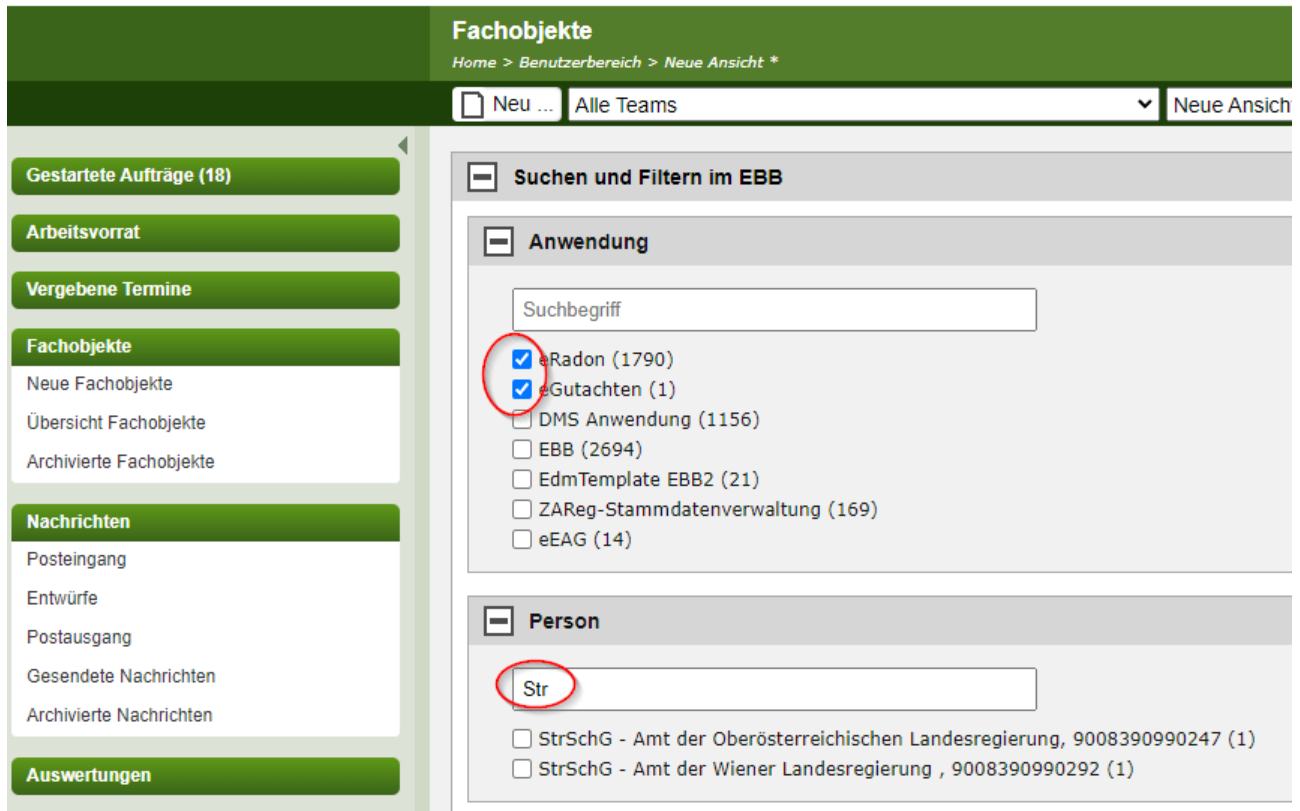 Fachobjekte
Home > Benutzerbereich > Neue Ansicht *
Neu ...
Alle Teams
Neue Ansich
Gestartete Aufträge (18)
Arbeitsvorrat
Vergebene Termine
Fachobjekte
Neue Fachobjekte
Übersicht Fachobjekte
Archivierte Fachobjekte
Nachrichten
Posteingang
Entwürfe
Postausgang
Gesendete Nachrichten
Archivierte Nachrichten
Auswertungen
Suchen und Filtern im EBB
Anwendung
Suchbegriff
eRadon (1790)
eGutachten (1)
DMS Anwendung (1156)
EBB (2694)
EdmTemplate EBB2 (21)
ZAReg-Stammdatenverwaltung (169)
eEAG (14)
Person
Str
StrSchG - Amt der Oberösterreichischen Landesregierung, 9008390990247 (1)
StrSchG - Amt der Wiener Landesregierung , 9008390990292 (1)